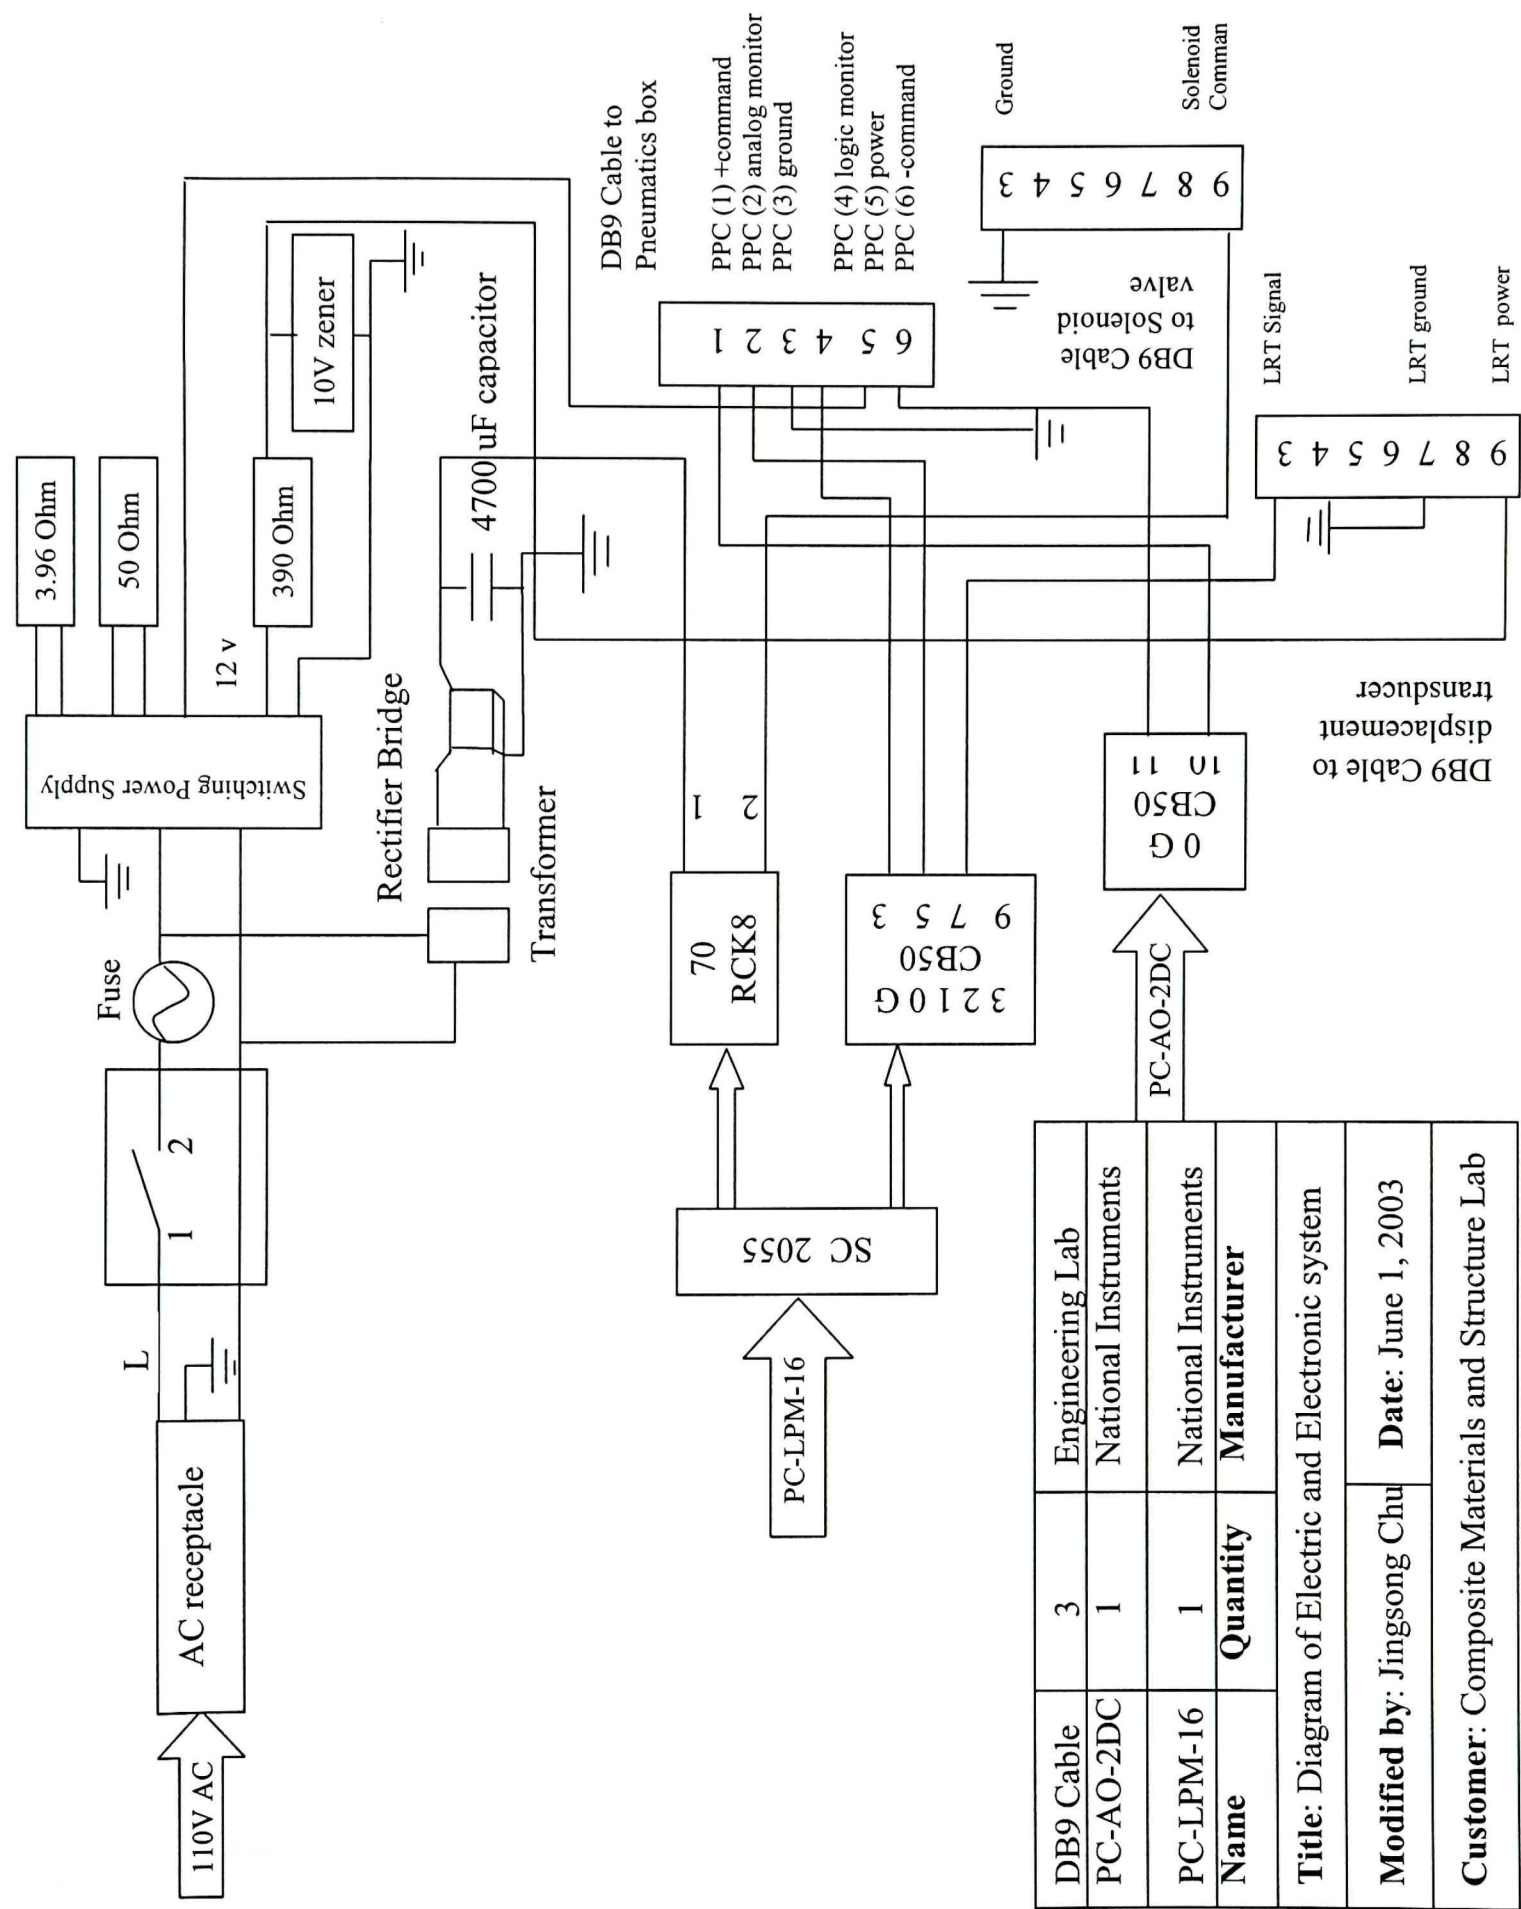 110V AC
AC receptacle
L
1 2
Fuse
Switching Power Supply
3.96 Ohm
50 Ohm
12 v
390 Ohm
10V zener
Rectifier Bridge
4700 uF capacitor
Transformer
DB9 Cable to
Pneumatics box
PPC (1) +command
PPC (2) analog monitor
PPC (3) ground
PPC (4) logic monitor
PPC (5) power
PPC (6) -command
1 2 3 4 5 6
70
RCK8
1
2
PC-LPM-16
SC 2055
3 2 1 0 G
CB50
9 7 5 3
Ground
Solenoid
Comman
9 8 7 6 5 4 3
DB9 Cable
to Solenoid
valve
LRT Signal
LRT ground
LRT power
9 8 7 6 5 4 3
DB9 Cable to
displacement
transducer
PC-AO-2DC
0 G
CB50
10 11
DB9 Cable 3 Engineering Lab
PC-AO-2DC 1 National Instruments
PC-LPM-16 1 National Instruments
Name Quantity Manufacturer
Title: Diagram of Electric and Electronic system
Modified by: Jingsong Chu Date: June 1, 2003
Customer: Composite Materials and Structure Lab